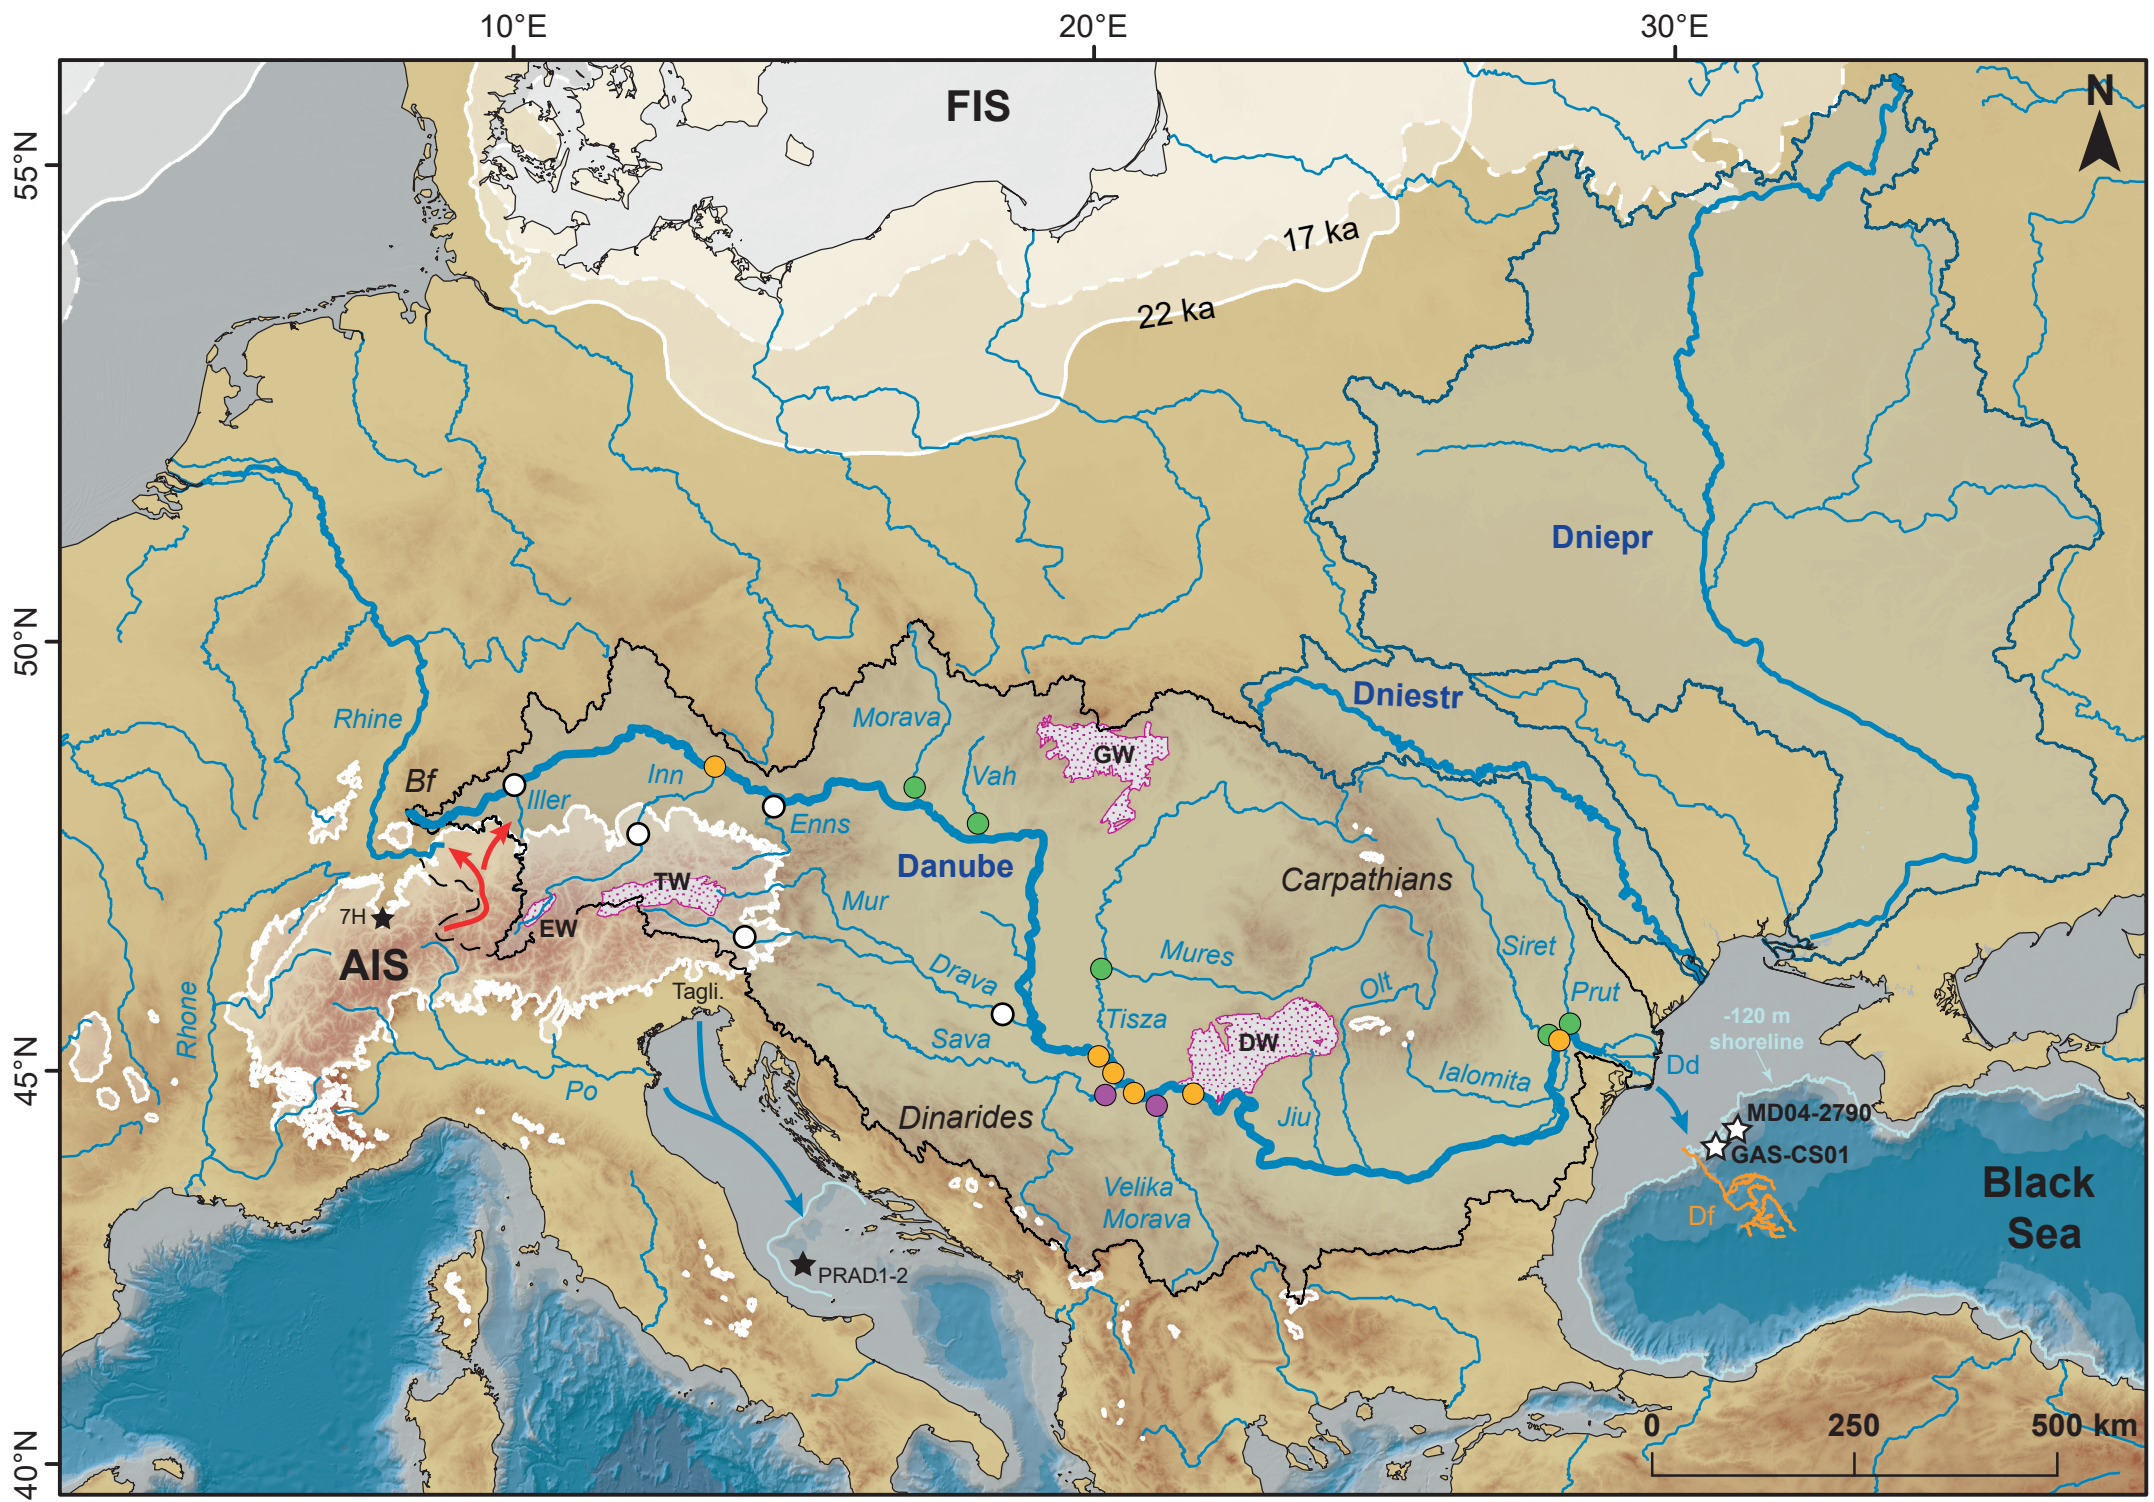 10°E
20°E
30°E
N
FIS
55°N
17 ka
22 ka
Dniepr
50°N
Dniestr
Rhine
Morava
GW
Bf
Inn
Vah
Iller
Enns
Danube
Carpathians
TW
Mur
7H
EW
Siret
AIS
Mures
Drava
Olt
Tagli.
Prut
Rhone
Tisza
-120 m
shoreline
Sava
DW
45°N
Dd
Po
Ialomita
Dinarides
Jiu
MD04-2790
GAS-CS01
Velika
Morava
Black
Sea
Df
PRAD1-2
0
250
500 km
40°N